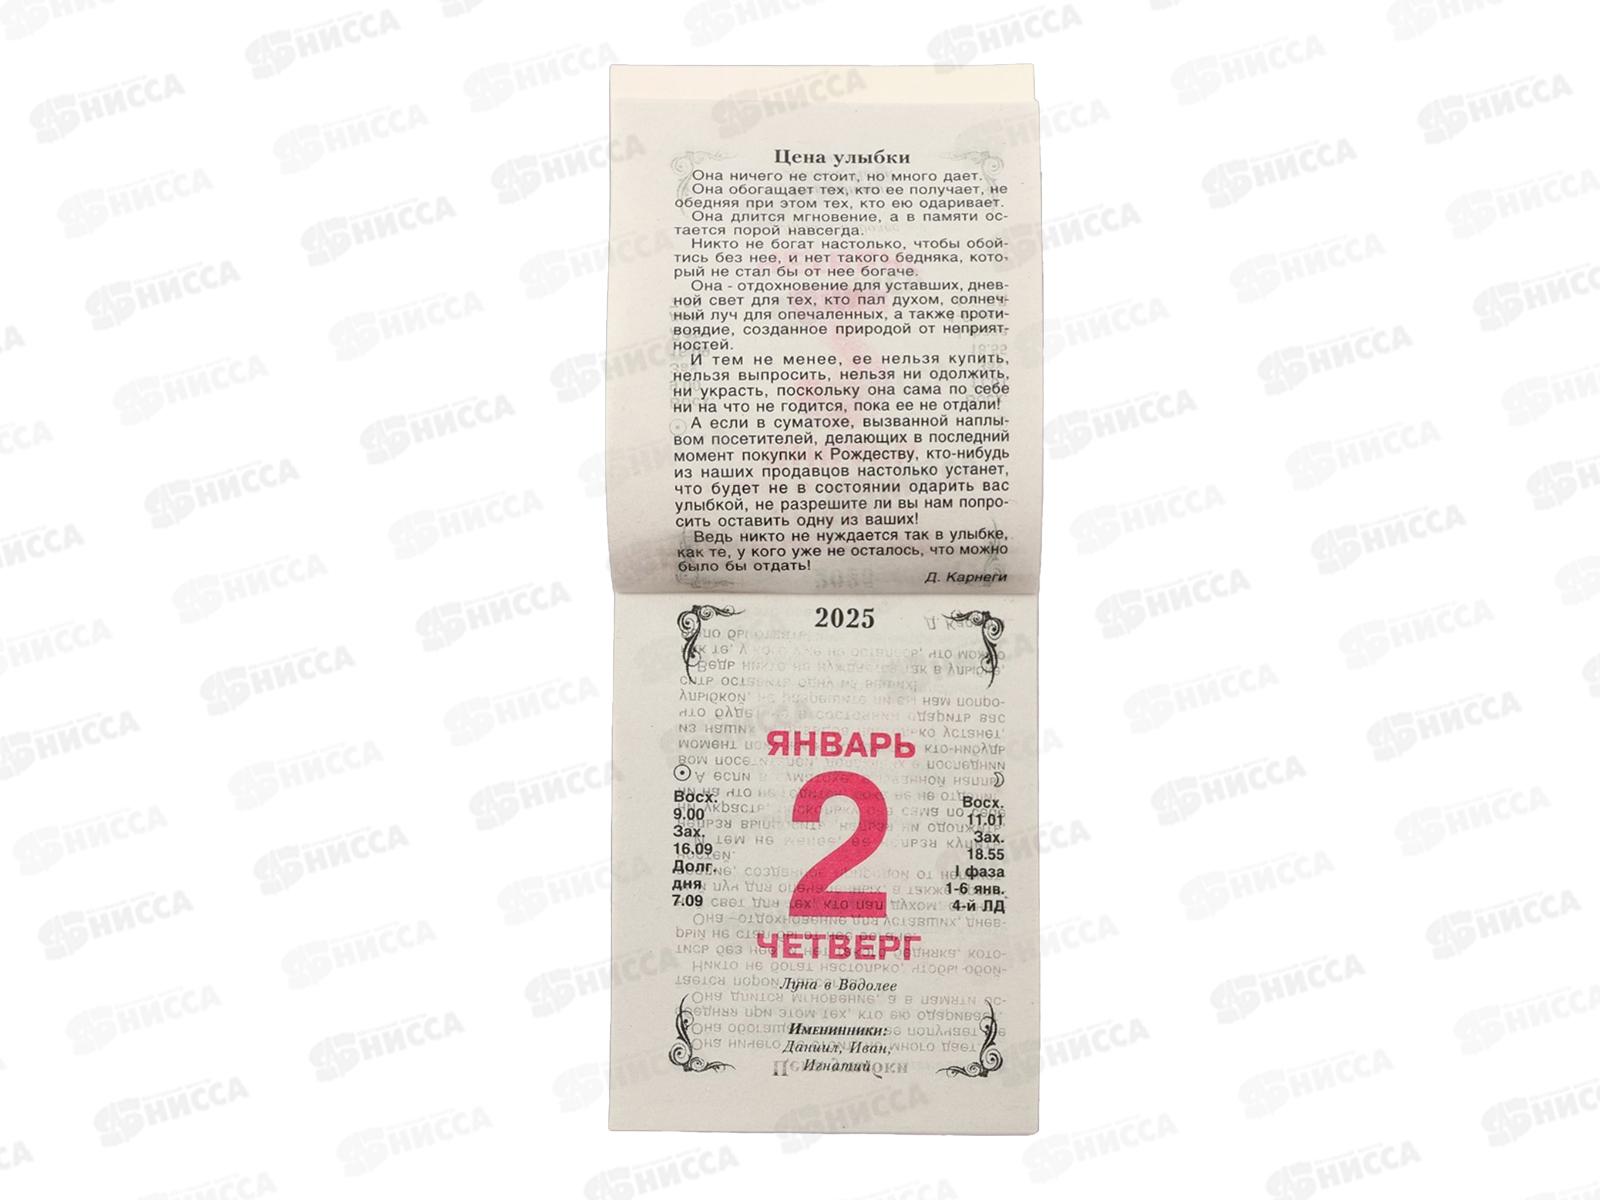 Цена улыбки
Она ничего не стоит, но много дает.
Она обогащает тех, кто ее получает, не
обедняя при этом тех, кто ею одаривает.
Она длится мгновение, а в памяти ос-
тается порой навсегда.
Никто не богат настолько, чтобы обой-
тись без нее, и нет такого бедняка, кото-
рый не стал бы от нее богаче.
Она - отдохновение для уставших, днев-
ной свет для тех, кто пал духом, солнеч-
ный луч для опечаленных, а также проти-
воядие, созданное природой от неприят-
ностей.
И тем не менее, ее нельзя купить,
нельзя выпросить, нельзя ни одолжить,
ни украсть, поскольку она сама по себе
ни на что не годится, пока ее не отдали!
А если в суматохе, вызванной наплы-
вом посетителей, делающих в последний
момент покупки к Рождеству, кто-нибудь
из наших продавцов настолько устанет,
что будет не в состоянии одарить вас
улыбкой, не разрешите ли вы нам попро-
сить оставить одну из ваших!
Ведь никто не нуждается так в улыбке,
как те, у кого уже не осталось, что можно
было бы отдать!
Д. Карнеги
2025
ЯНВАРЬ
2
ЧЕТВЕРГ
Восх.
9.00
Зах.
16.09
Долг.
дня
7.09
Восх.
11.01
Зах.
18.55
I фаза
1-6 янв.
4-й ЛД
Луна в Водолее
Именинники:
Даниил, Иван,
Игнатий
НИССА